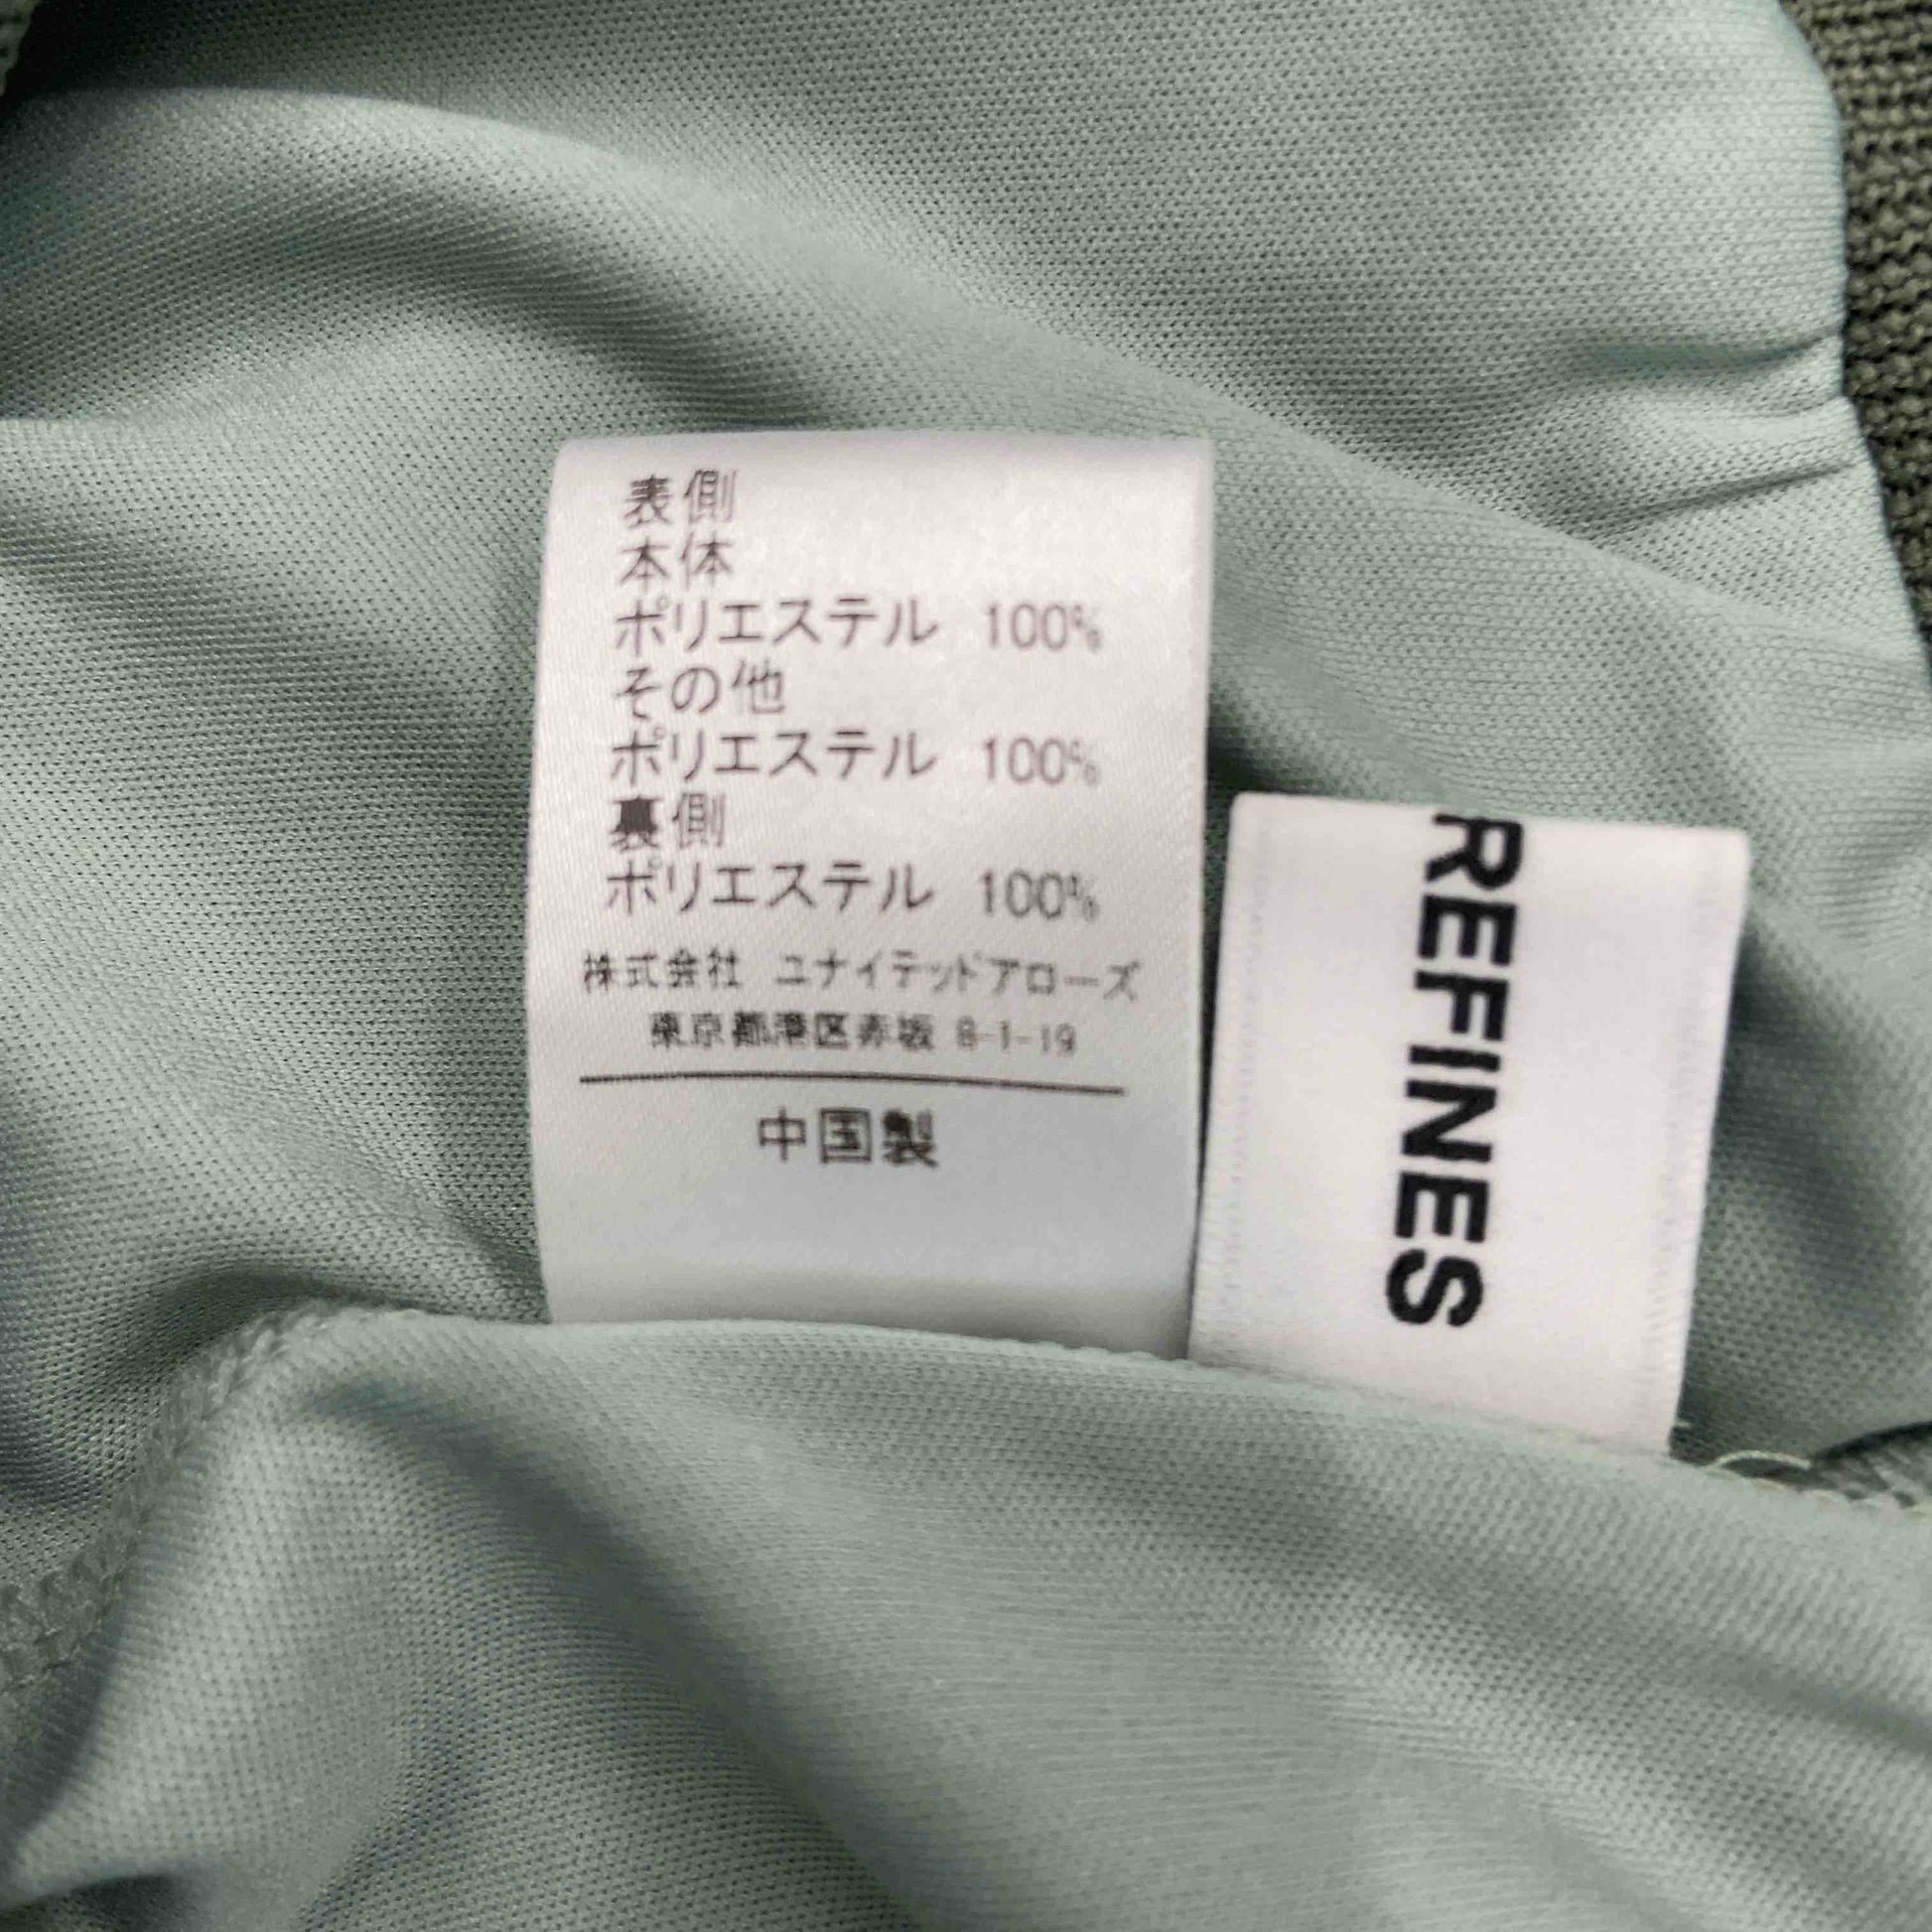 表側
本体
ポリエステル 100%
その他
ポリエステル 100%
裏側
ポリエステル 100%
株式会社 ユナイテッドアローズ
東京都港区赤坂 8-1-19
中国製
REFINES